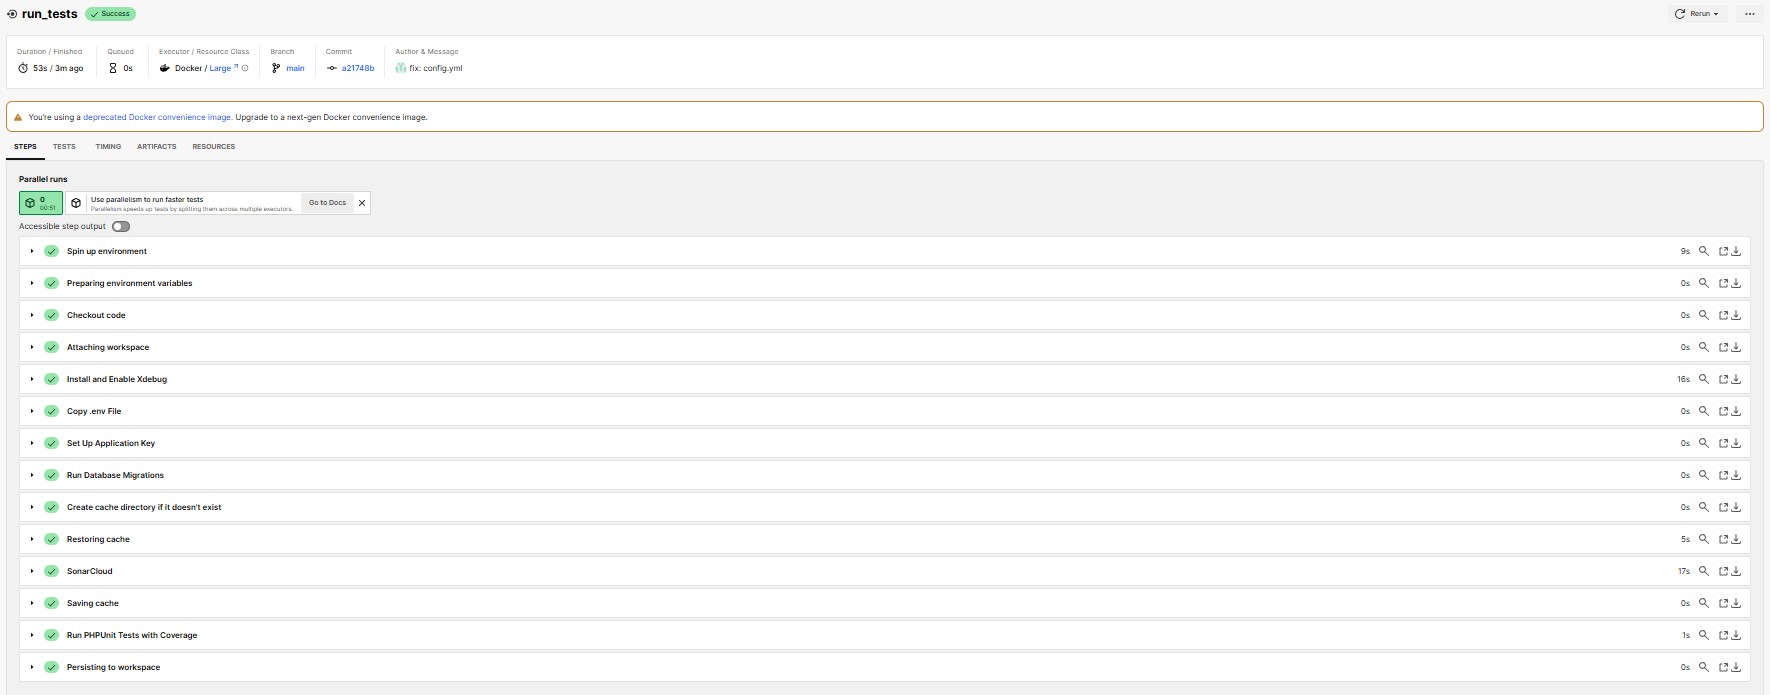 run_tests Success Rerun
Duration / Finished Queued Executor / Resource Class Branch Commit Author & Message
53s / 3m ago 0s Docker / Large main a21748b fix: config.yml
You're using a deprecated Docker convenience image. Upgrade to a next-gen Docker convenience image.
STEPS TESTS TIMING ARTIFACTS RESOURCES
Parallel runs
0 Use parallelism to run faster tests Go to Docs
00:51 Parallelism speeds up tests by splitting them across multiple executors.
Accessible step output
Spin up environment 9s
Preparing environment variables 0s
Checkout code 0s
Attaching workspace 0s
Install and Enable Xdebug 16s
Copy .env File 0s
Set Up Application Key 0s
Run Database Migrations 0s
Create cache directory if it doesn't exist 0s
Restoring cache 5s
SonarCloud 17s
Saving cache 0s
Run PHPUnit Tests with Coverage 1s
Persisting to workspace 0s